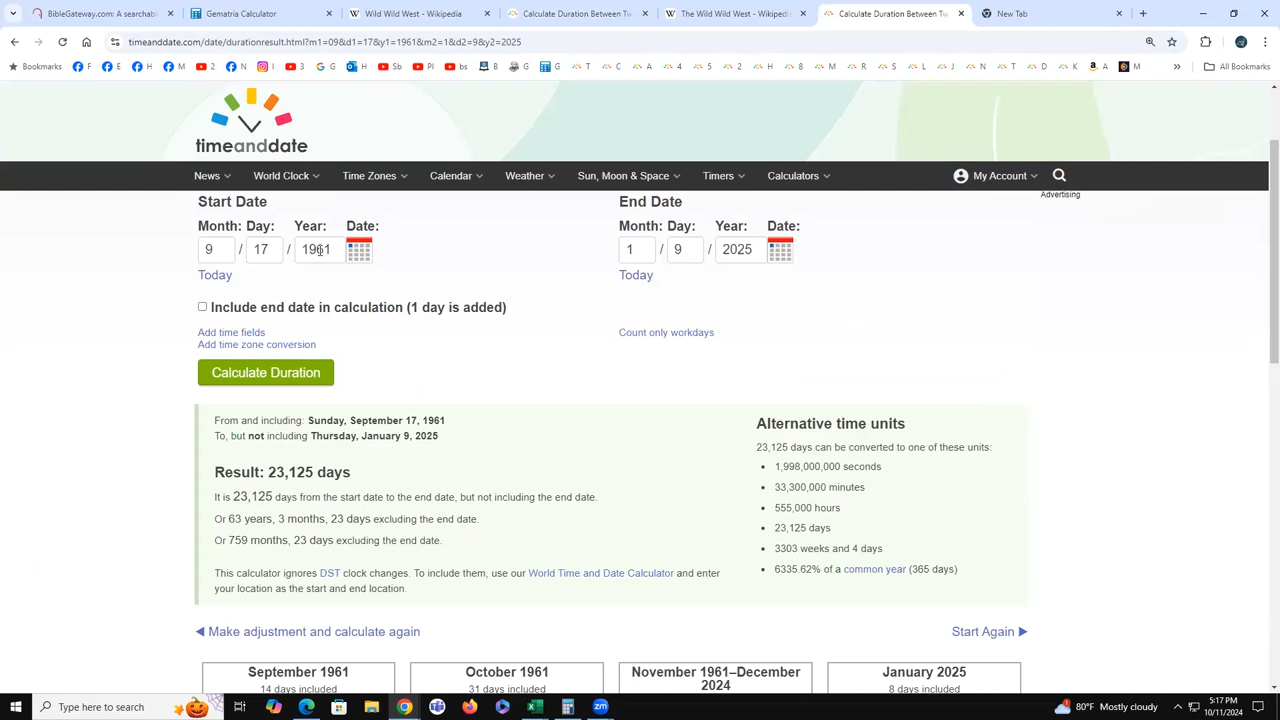 BibleGateway.com: A searchabl
Gematria Calculator
Wild Wild West - Wikipedia
Calculate Duration Between Tw
The Wild Wild West - Wikipedia
Calculate Duration Between Tw
New Tab
timeanddate.com/date/durationresult.html?m1=09&d1=17&y1=1961&m2=1&d2=9&y2=2025
Bookmarks F E H M 2 N I 3 G H Sb Pl bs B G G T C A 4 5 2 H 8 M R S L J N T D K A M » All Bookmarks
timeanddate
News World Clock Time Zones Calendar Weather Sun, Moon & Space Timers Calculators My Account
Advertising
Start Date
Month: Day: Year: Date:
9 / 17 / 1961
Today
End Date
Month: Day: Year: Date:
1 / 9 / 2025
Today
Include end date in calculation (1 day is added)
Add time fields
Add time zone conversion
Count only workdays
Calculate Duration
From and including: Sunday, September 17, 1961
To, but not including Thursday, January 9, 2025
Result: 23,125 days
It is 23,125 days from the start date to the end date, but not including the end date.
Or 63 years, 3 months, 23 days excluding the end date.
Or 759 months, 23 days excluding the end date.
This calculator ignores DST clock changes. To include them, use our World Time and Date Calculator and enter
your location as the start and end location.
Alternative time units
23,125 days can be converted to one of these units:
• 1,998,000,000 seconds
• 33,300,000 minutes
• 555,000 hours
• 23,125 days
• 3303 weeks and 4 days
• 6335.62% of a common year (365 days)
Make adjustment and calculate again
Start Again
September 1961
14 days included
October 1961
31 days included
November 1961–December
2024
January 2025
8 days included
Type here to search
80°F Mostly cloudy
5:17 PM
10/11/2024